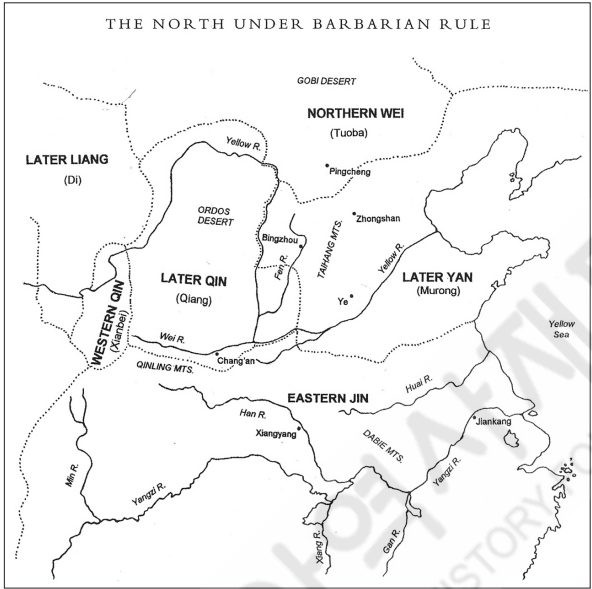 THE NORTH UNDER BARBARIAN RULE
GOBI DESERT
NORTHERN WEI
(Tuoba)
Yellow R.
LATER LIANG
(Di)
Pingcheng
ORDOS
DESERT
Zhongshan
Bingzhou
TAIHANG MTS.
Fen R.
Yellow R.
LATER QIN
(Qiang)
LATER YAN
(Murong)
Ye
WESTERN QIN
(Xianbei)
Yellow
Sea
Wei R.
Chang'an
QINLING MTS.
EASTERN JIN
Huai R.
Han R.
Xiangyang
Jiankang
DABIE MTS.
Min R.
Yangzi R.
Yangzi R.
Xiang R.
Gan R.
HISTORY